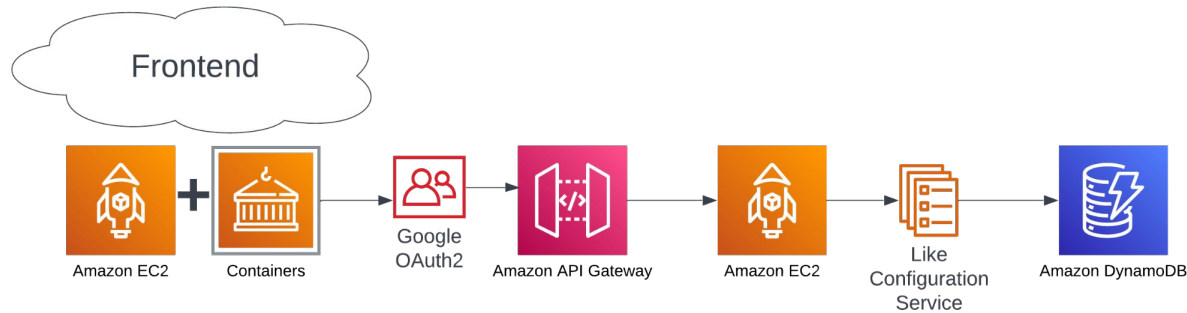 Frontend
Amazon EC2
Containers
Google
OAuth2
Amazon API Gateway
Amazon EC2
Like
Configuration
Service
Amazon DynamoDB